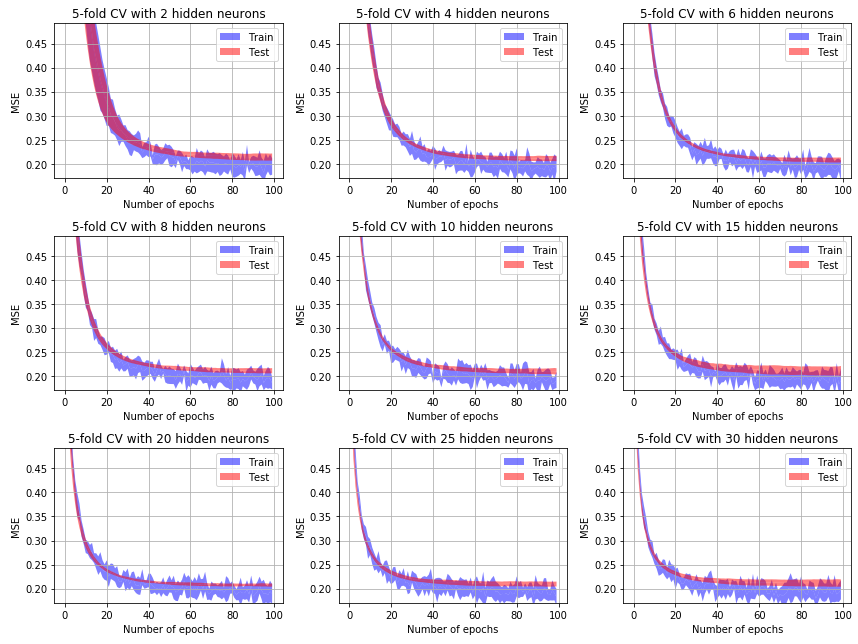 5-fold CV with 2 hidden neurons
0.45
0.40
0.35
0.30
0.25
0.20
MSE
Train
Test
0 20 40 60 80 100
Number of epochs
5-fold CV with 4 hidden neurons
0.45
0.40
0.35
0.30
0.25
0.20
MSE
Train
Test
0 20 40 60 80 100
Number of epochs
5-fold CV with 6 hidden neurons
0.45
0.40
0.35
0.30
0.25
0.20
MSE
Train
Test
0 20 40 60 80 100
Number of epochs
5-fold CV with 8 hidden neurons
0.45
0.40
0.35
0.30
0.25
0.20
MSE
Train
Test
0 20 40 60 80 100
Number of epochs
5-fold CV with 10 hidden neurons
0.45
0.40
0.35
0.30
0.25
0.20
MSE
Train
Test
0 20 40 60 80 100
Number of epochs
5-fold CV with 15 hidden neurons
0.45
0.40
0.35
0.30
0.25
0.20
MSE
Train
Test
0 20 40 60 80 100
Number of epochs
5-fold CV with 20 hidden neurons
0.45
0.40
0.35
0.30
0.25
0.20
MSE
Train
Test
0 20 40 60 80 100
Number of epochs
5-fold CV with 25 hidden neurons
0.45
0.40
0.35
0.30
0.25
0.20
MSE
Train
Test
0 20 40 60 80 100
Number of epochs
5-fold CV with 30 hidden neurons
0.45
0.40
0.35
0.30
0.25
0.20
MSE
Train
Test
0 20 40 60 80 100
Number of epochs